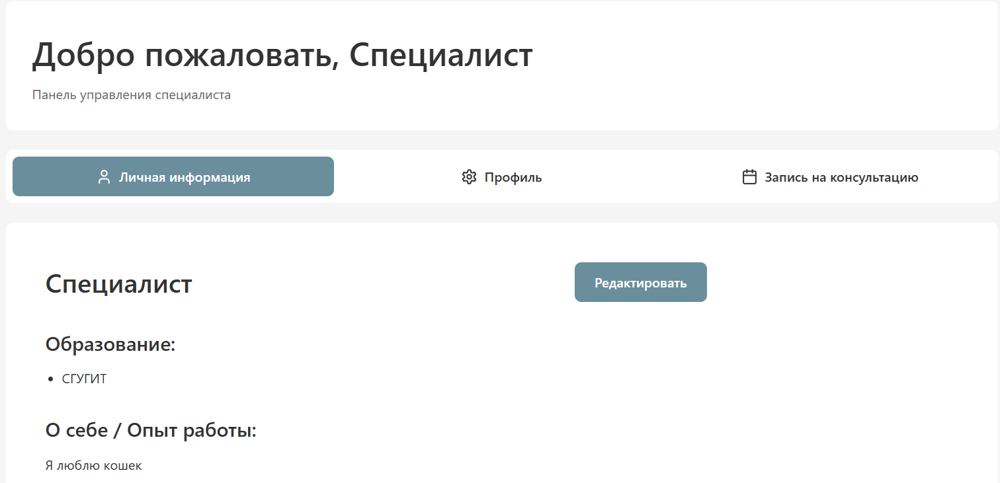 Добро пожаловать, Специалист
Панель управления специалиста
Личная информация
Профиль
Запись на консультацию
Специалист
Редактировать
Образование:
• СГУГИТ
О себе / Опыт работы:
Я люблю кошек